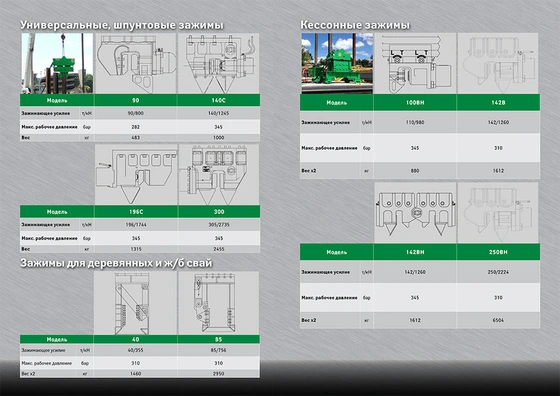 Универсальные, шпунтовые зажимы
Модель 90 140C
Зажимающие усилие т/кН 90/800 140/1245
Макс. рабочее давление бар 282 345
Вес кг 483 1000
Модель 196C 300
Зажимающие усилие т/кН 196/1744 305/2735
Макс. рабочее давление бар 345 345
Вес кг 1315 2455
Зажимы для деревянных и ж/б свай
Модель 40 85
Зажимающее усилие т/кН 40/355 85/756
Макс. рабочее давление бар 310 310
Вес x2 кг 1460 2950
Кессонные зажимы
Модель 100BH 142B
Зажимающее усилие т/кН 110/980 142/1260
Макс. рабочее давление бар 345 310
Вес x2 кг 880 1612
Модель 142BH 250BH
Зажимающее усилие т/кН 142/1260 250/2224
Макс. рабочее давление бар 345 310
Вес x2 кг 1612 6504